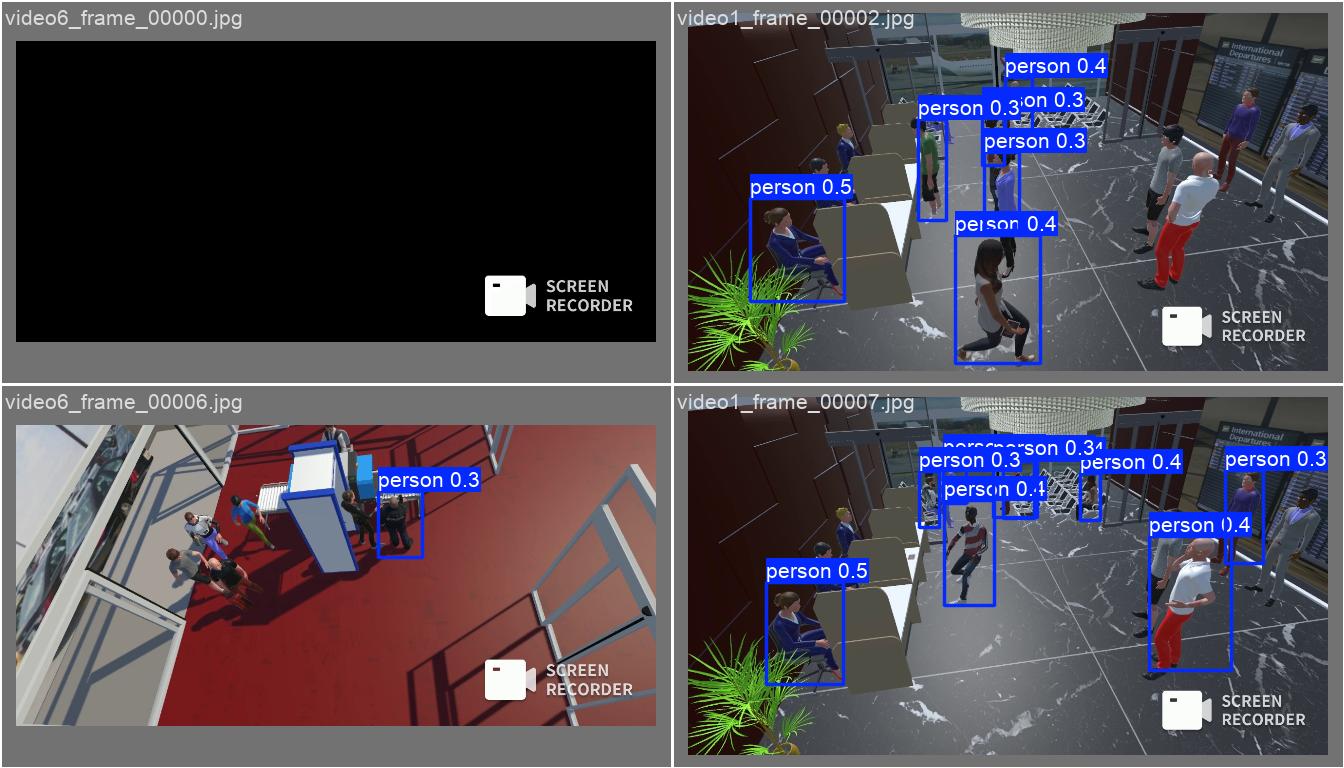 video6_frame_00000.jpg
SCREEN
RECORDER
video1_frame_00002.jpg
person 0.4
person 0.3
son 0.3
person 0.3
person 0.5
person 0.4
International
Departures
SCREEN
RECORDER
video6_frame_00006.jpg
person 0.3
SCREEN
RECORDER
video1_frame_00007.jpg
person 0.34
person 0.3
person 0.4
person 0.3
person 0.4
person 0.4
person 0.5
International
Departures
SCREEN
RECORDER